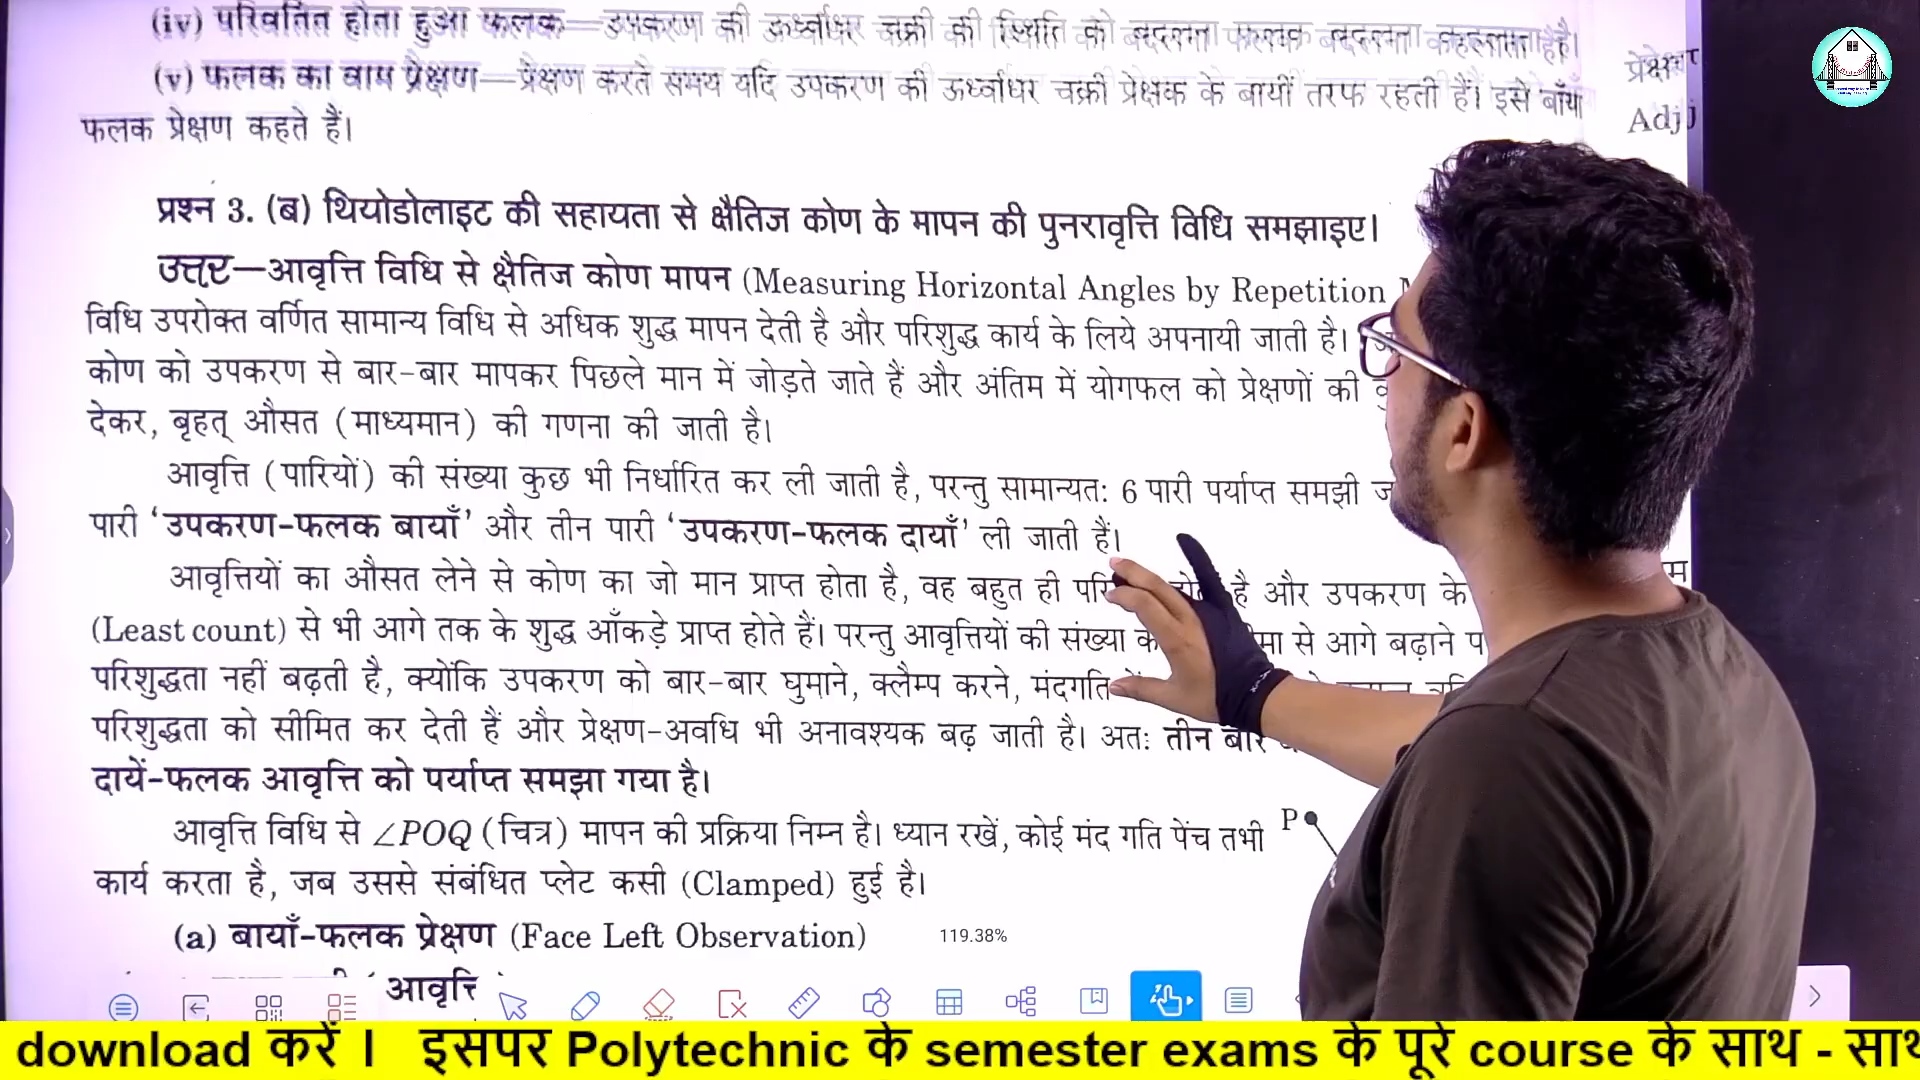 (iv) परिवर्तित होता हुआ फलक—उपकरण की ऊर्ध्वाधर चक्री की स्थिति को बदलना फलक बदलना कहलाता है।
(v) फलक का वाम प्रेक्षण—प्रेक्षण करते समय यदि उपकरण की ऊर्ध्वाधर चक्री प्रेक्षक के बायीं तरफ रहती हैं। इसे बाँया
फलक प्रेक्षण कहते हैं।
Adj
प्रश्न 3. (ब) थियोडोलाइट की सहायता से क्षैतिज कोण के मापन की पुनरावृत्ति विधि समझाइए।
उत्तर—आवृत्ति विधि से क्षैतिज कोण मापन (Measuring Horizontal Angles by Repetition
विधि उपरोक्त वर्णित सामान्य विधि से अधिक शुद्ध मापन देती है और परिशुद्ध कार्य के लिये अपनायी जाती है।
कोण को उपकरण से बार-बार मापकर पिछले मान में जोड़ते जाते हैं और अंतिम में योगफल को प्रेक्षणों की
देकर, बृहत् औसत (माध्यमान) की गणना की जाती है।
आवृत्ति (पारियों) की संख्या कुछ भी निर्धारित कर ली जाती है, परन्तु सामान्यतः 6 पारी पर्याप्त समझी
पारी ‘उपकरण-फलक बायाँ’ और तीन पारी ‘उपकरण-फलक दायाँ’ ली जाती हैं।
आवृत्तियों का औसत लेने से कोण का जो मान प्राप्त होता है, वह बहुत ही है और उपकरण के
(Least count) से भी आगे तक के शुद्ध आँकड़े प्राप्त होते हैं। परन्तु आवृत्तियों की संख्या से आगे बढ़ाने
परिशुद्धता नहीं बढ़ती है, क्योंकि उपकरण को बार-बार घुमाने, क्लैम्प करने, मंदगति
परिशुद्धता को सीमित कर देती हैं और प्रेक्षण-अवधि भी अनावश्यक बढ़ जाती है। अतः तीन बार
दायें-फलक आवृत्ति को पर्याप्त समझा गया है।
आवृत्ति विधि से ∠POQ (चित्र) मापन की प्रक्रिया निम्न है। ध्यान रखें, कोई मंद गति पेंच तभी
P
कार्य करता है, जब उससे संबंधित प्लेट कसी (Clamped) हुई है।
(a) बायाँ-फलक प्रेक्षण (Face Left Observation)
119.38%
download करें । इसपर Polytechnic के semester exams के पूरे course के साथ -